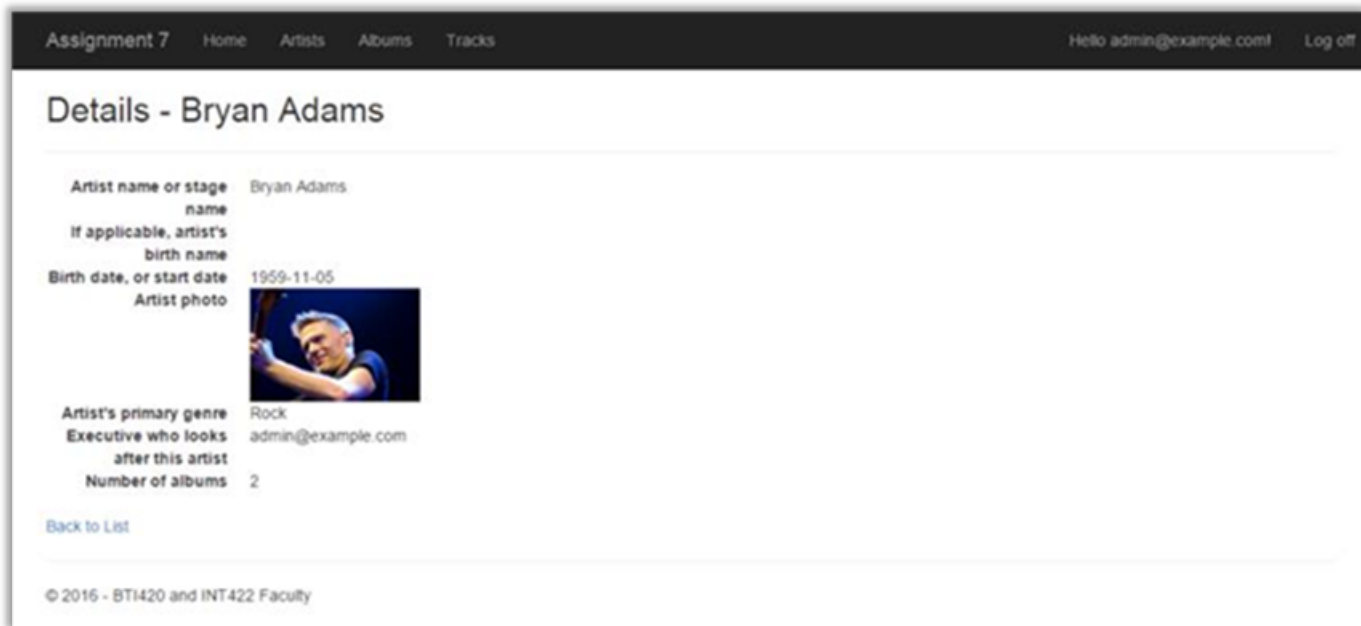 Assignment 7 Home Artists Albums Tracks Hello admin@example.com! Log off
Details - Bryan Adams
Artist name or stage name Bryan Adams
If applicable, artist's birth name
Birth date, or start date 1959-11-05
Artist photo
Artist's primary genre Rock
Executive who looks after this artist admin@example.com
Number of albums 2
Back to List
© 2016 - BTI420 and INT422 Faculty